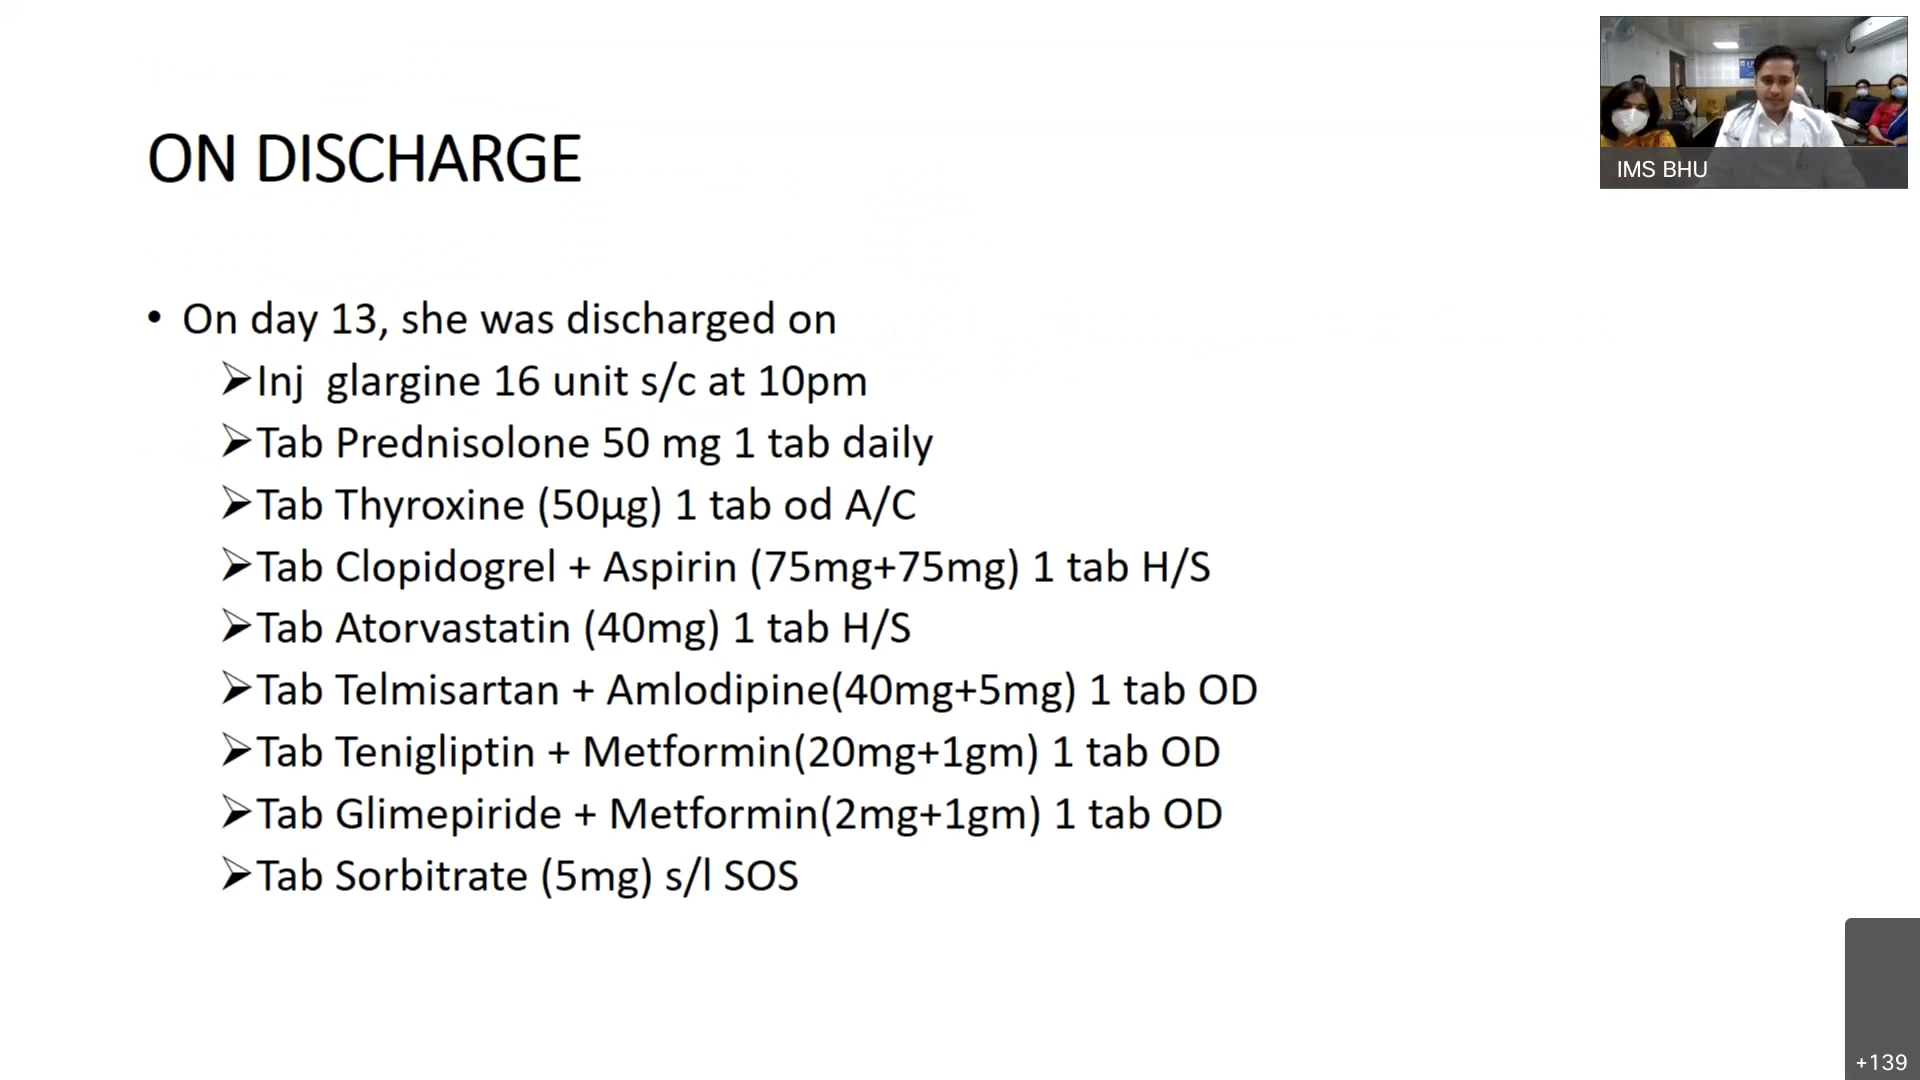 IMS BHU
ON DISCHARGE
• On day 13, she was discharged on
➢Inj glargine 16 unit s/c at 10pm
➢Tab Prednisolone 50 mg 1 tab daily
➢Tab Thyroxine (50µg) 1 tab od A/C
➢Tab Clopidogrel + Aspirin (75mg+75mg) 1 tab H/S
➢Tab Atorvastatin (40mg) 1 tab H/S
➢Tab Telmisartan + Amlodipine(40mg+5mg) 1 tab OD
➢Tab Tenigliptin + Metformin(20mg+1gm) 1 tab OD
➢Tab Glimepiride + Metformin(2mg+1gm) 1 tab OD
➢Tab Sorbitrate (5mg) s/l SOS
+139